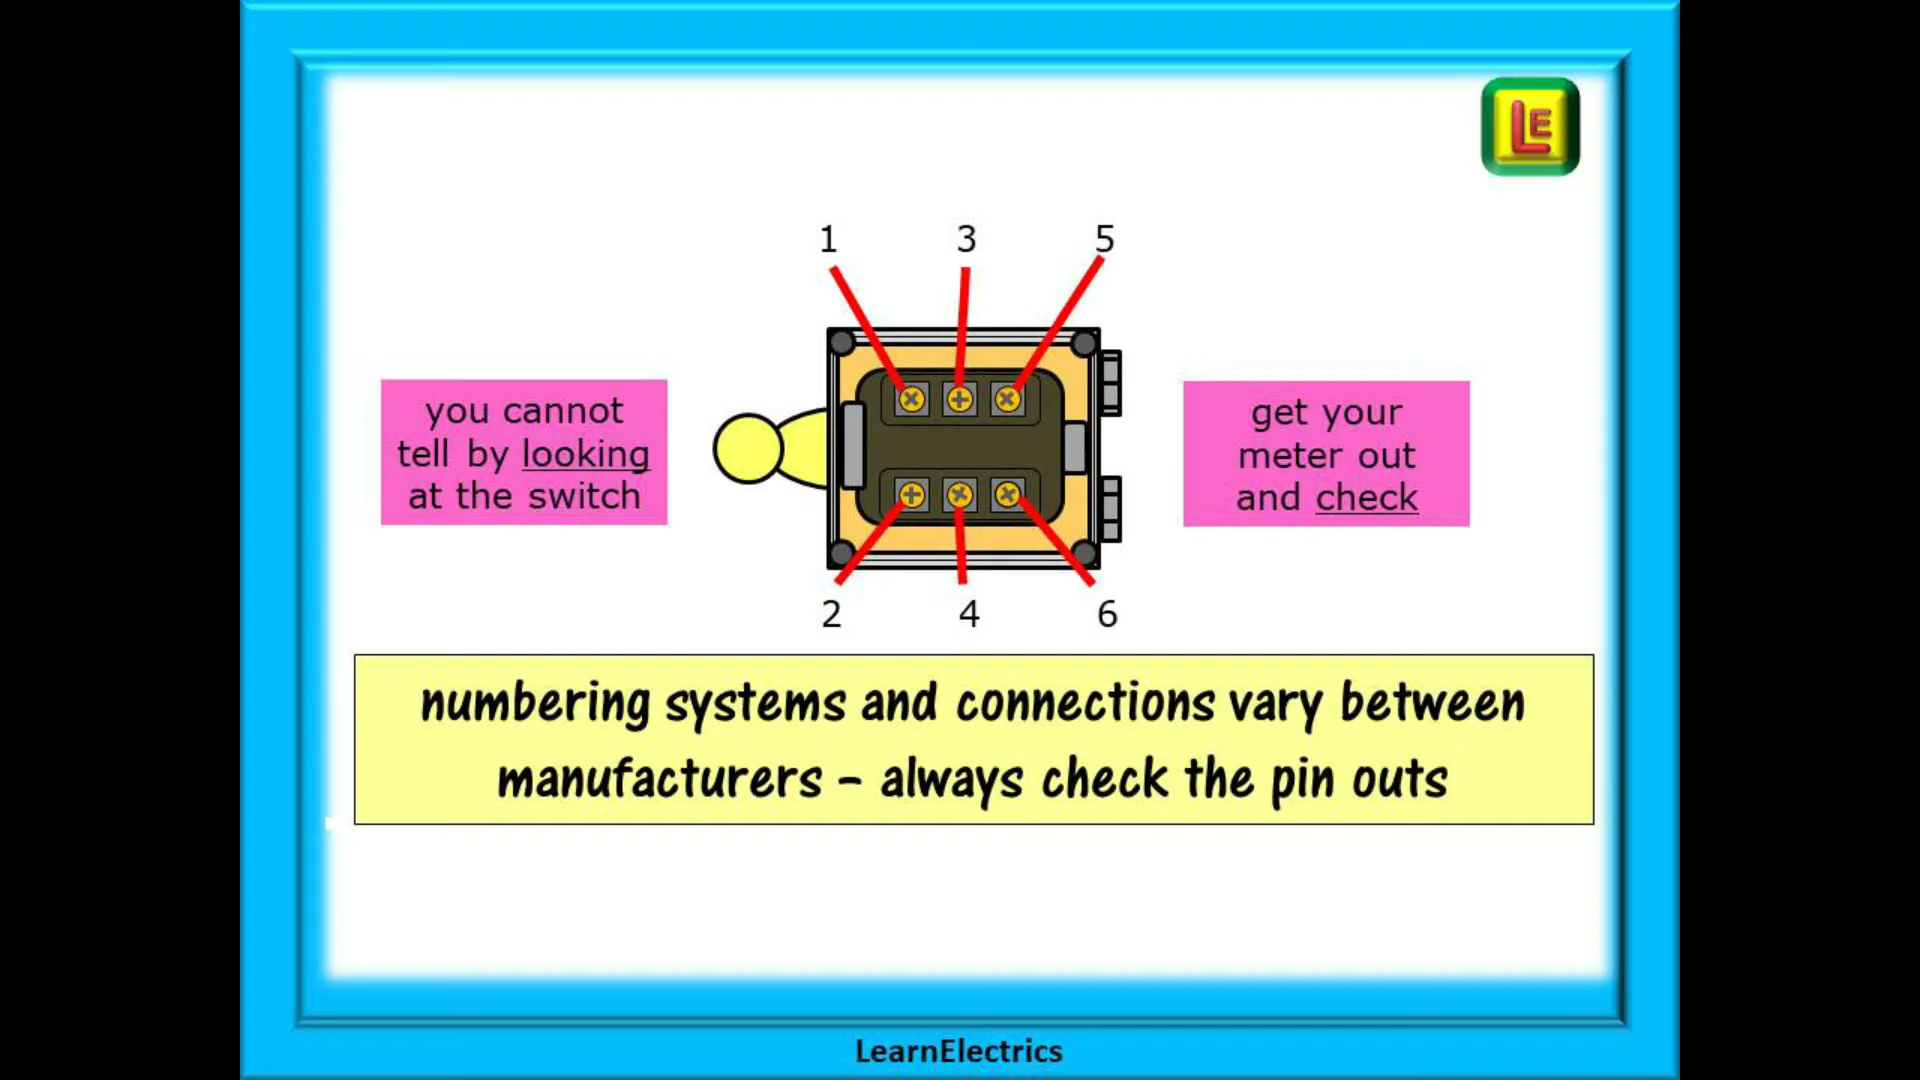 LE
1 3 5
you cannot
tell by looking
at the switch
get your
meter out
and check
2 4 6
numbering systems and connections vary between
manufacturers – always check the pin outs
LearnElectrics